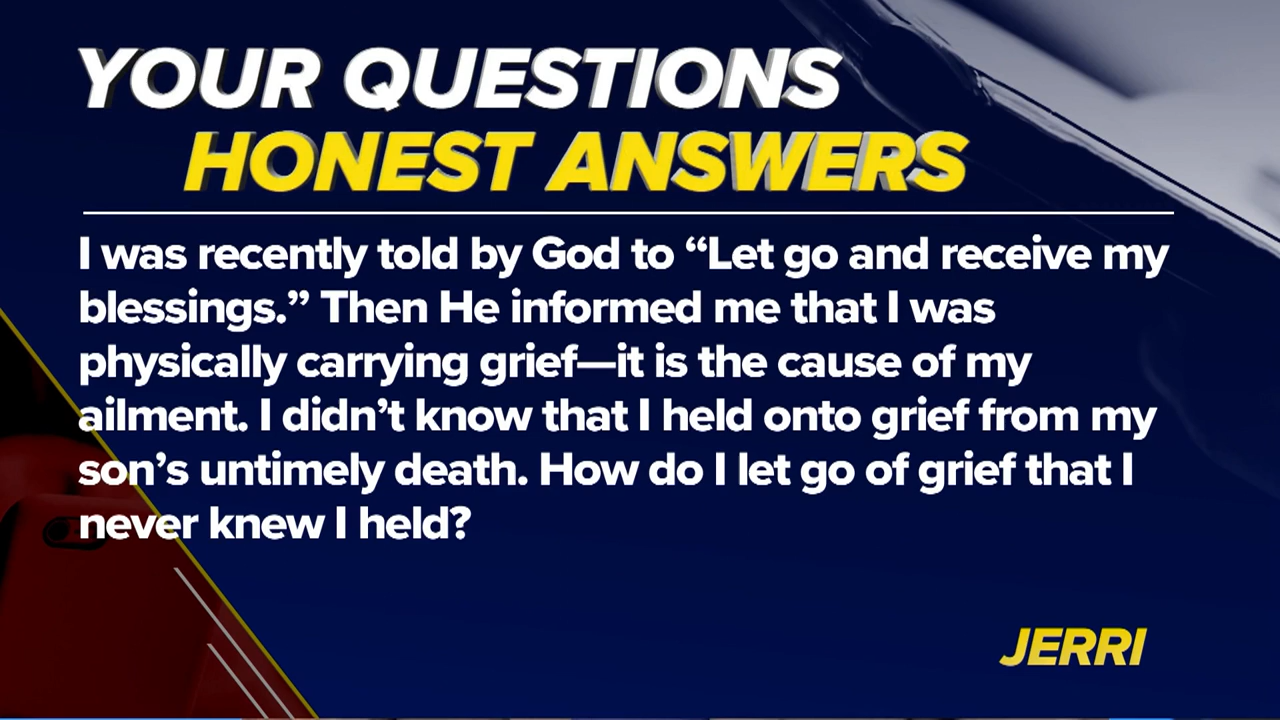 YOUR QUESTIONS
HONEST ANSWERS
I was recently told by God to “Let go and receive my
blessings.” Then He informed me that I was
physically carrying grief—it is the cause of my
ailment. I didn’t know that I held onto grief from my
son’s untimely death. How do I let go of grief that I
never knew I held?
JERRI